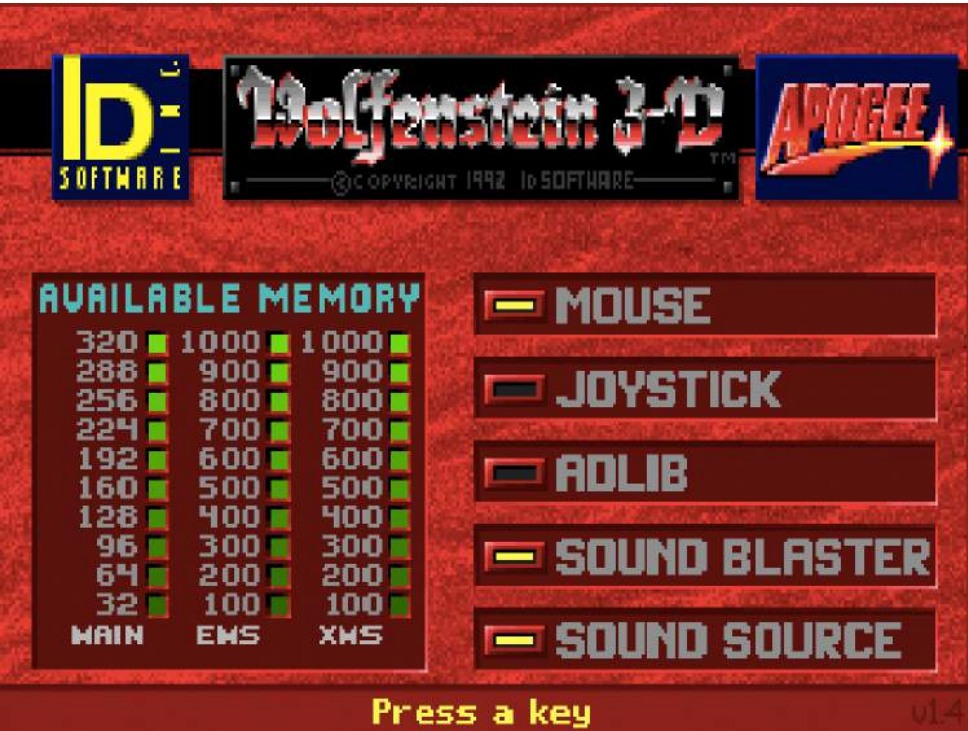 ID
SOFTWARE
INC.
Wolfenstein 3-D
TM
©COPYRIGHT 1992 ID SOFTWARE
APOGEE
AVAILABLE MEMORY
320 1000 1000
288 900 900
256 800 800
224 700 700
192 600 600
160 500 500
128 400 400
96 300 300
64 200 200
32 100 100
MAIN EMS XMS
MOUSE
JOYSTICK
ADLIB
SOUND BLASTER
SOUND SOURCE
Press a key
v1.4